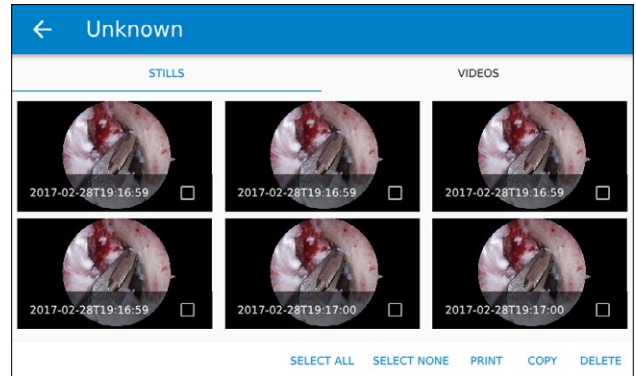 Unknown
STILLS VIDEOS
2017-02-28T19:16:59 2017-02-28T19:16:59 2017-02-28T19:16:59
2017-02-28T19:16:59 2017-02-28T19:17:00 2017-02-28T19:17:00
SELECT ALL SELECT NONE PRINT COPY DELETE